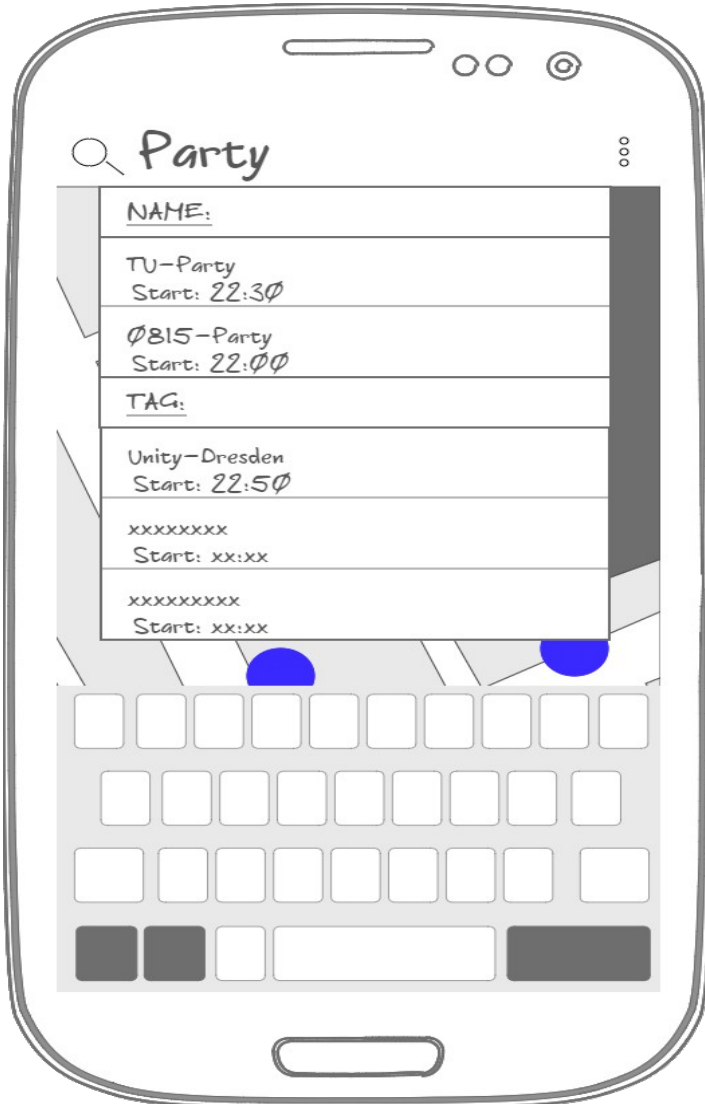 Party
NAME:
TU-Party
Start: 22:30
0815-Party
Start: 22:00
TAG:
Unity-Dresden
Start: 22:50
xxxxxxxx
Start: xx:xx
xxxxxxxxx
Start: xx:xx